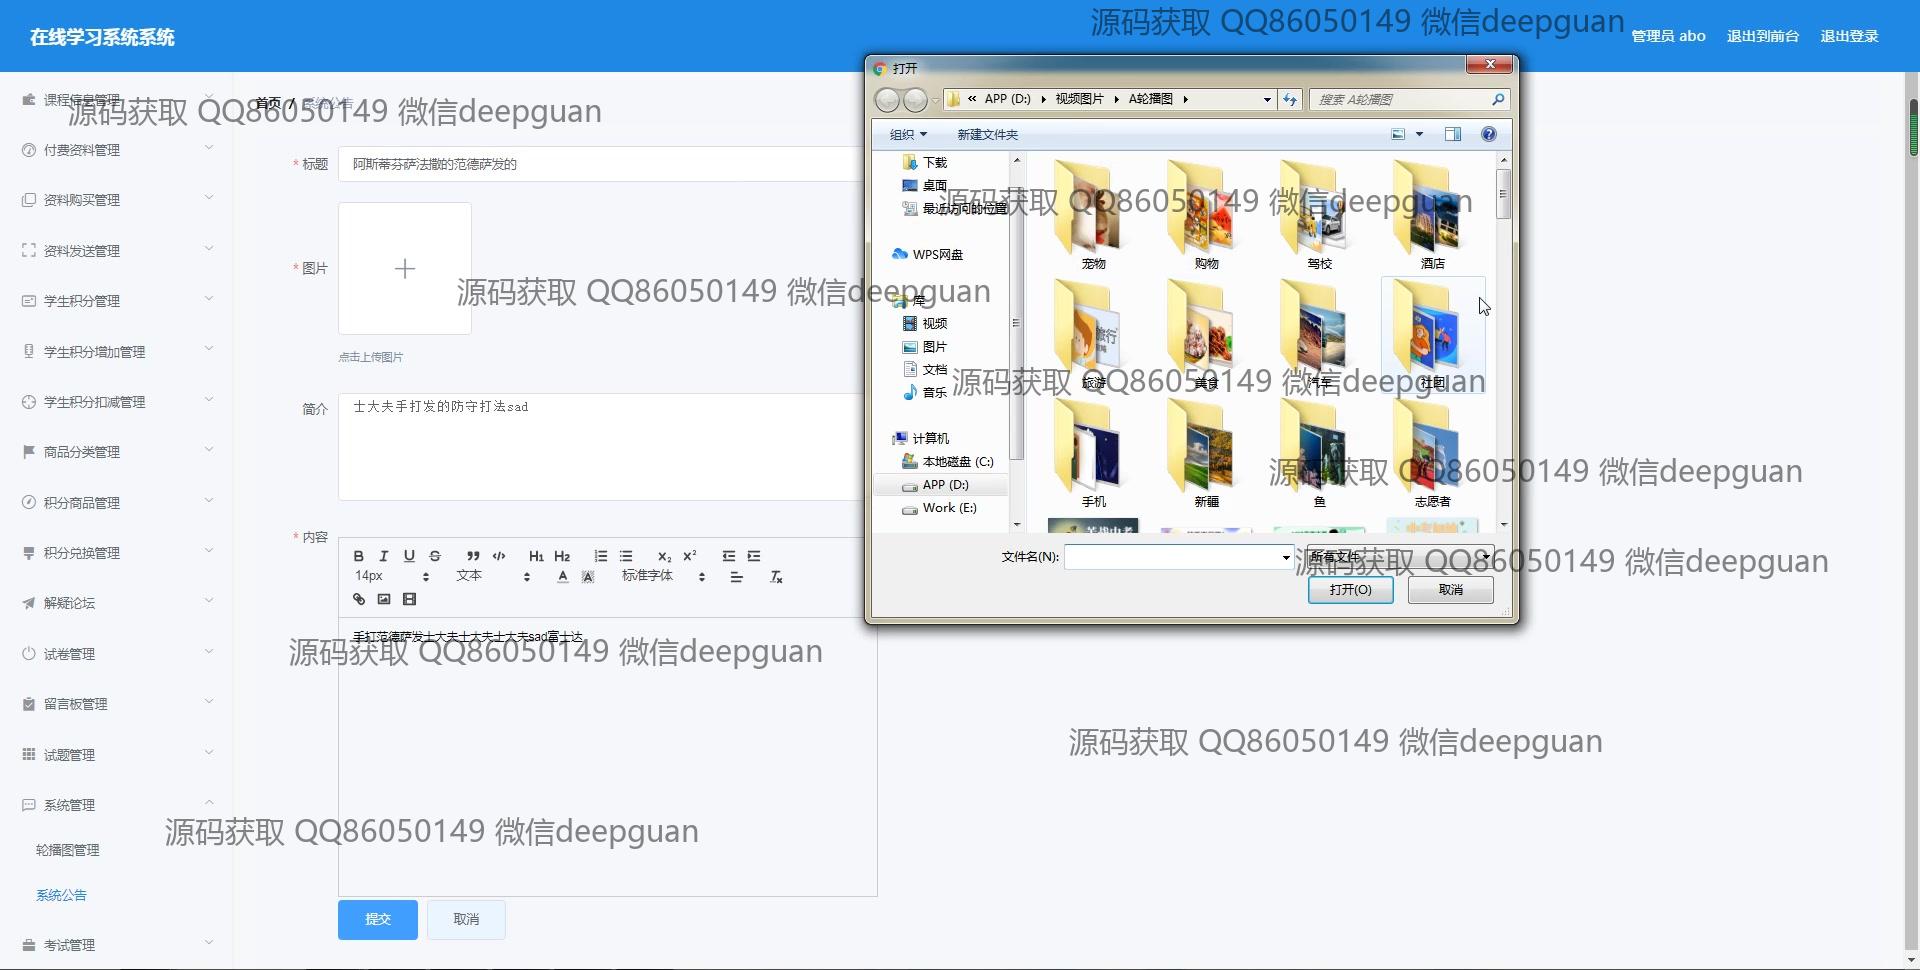 源码获取 QQ86050149 微信deepguan
在线学习系统系统
管理员 abo
退出到前台
退出登录
课程信息管理
源码获取 QQ86050149 微信deepguan
付费资料管理
资料购买管理
资料发送管理
学生积分管理
学生积分增加管理
学生积分扣减管理
商品分类管理
积分商品管理
积分兑换管理
解疑论坛
试卷管理
留言板管理
试题管理
系统管理
轮播图管理
系统公告
考试管理
首页 / 系统公告
* 标题
阿斯蒂芬萨法撒的范德萨发的
* 图片
点击上传图片
源码获取 QQ86050149 微信deepguan
简介
士大夫手打发的防守打法sad
* 内容
B I U S H1 H2 X₂ X²
14px 文本 A A 标准字体
手打范德萨发士大夫士大夫士大夫sad富士达
源码获取 QQ86050149 微信deepguan
源码获取 QQ86050149 微信deepguan
提交
取消
打开
« APP (D:) 视频图片 A轮播图
搜索 A轮播图
组织
新建文件夹
下载
桌面
最近访问的位置
WPS网盘
库
视频
图片
文档
音乐
计算机
本地磁盘 (C:)
APP (D:)
Work (E:)
源码获取 QQ86050149 微信deepguan
宠物
购物
驾校
酒店
旅游
美食
汽车
社团
源码获取 QQ86050149 微信deepguan
手机
新疆
鱼
志愿者
源码获取 QQ86050149 微信deepguan
文件名(N):
所有文件
源码获取 QQ86050149 微信deepguan
打开(O)
取消
源码获取 QQ86050149 微信deepguan